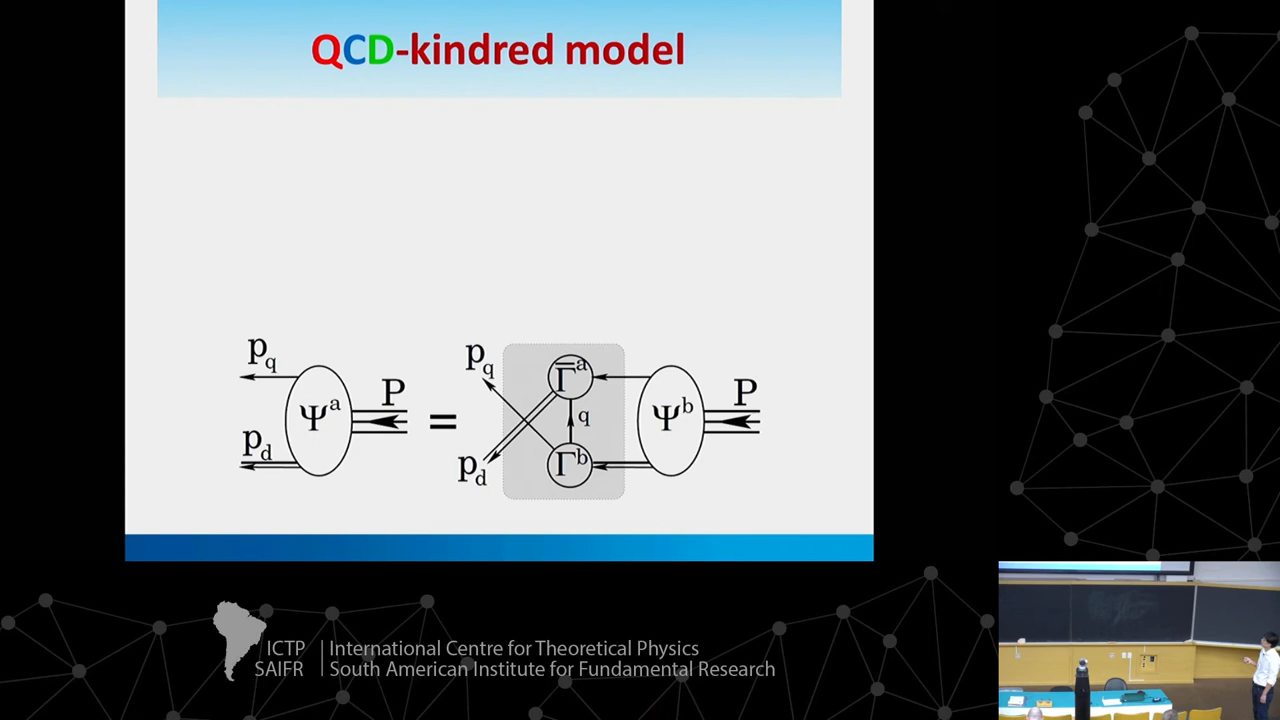 QCD-kindred model
p_q
p_d
Ψ^a
P
=
p_q
p_d
Γ̅^a
q
Γ^b
Ψ^b
P
ICTP
SAIFR
International Centre for Theoretical Physics
South American Institute for Fundamental Research